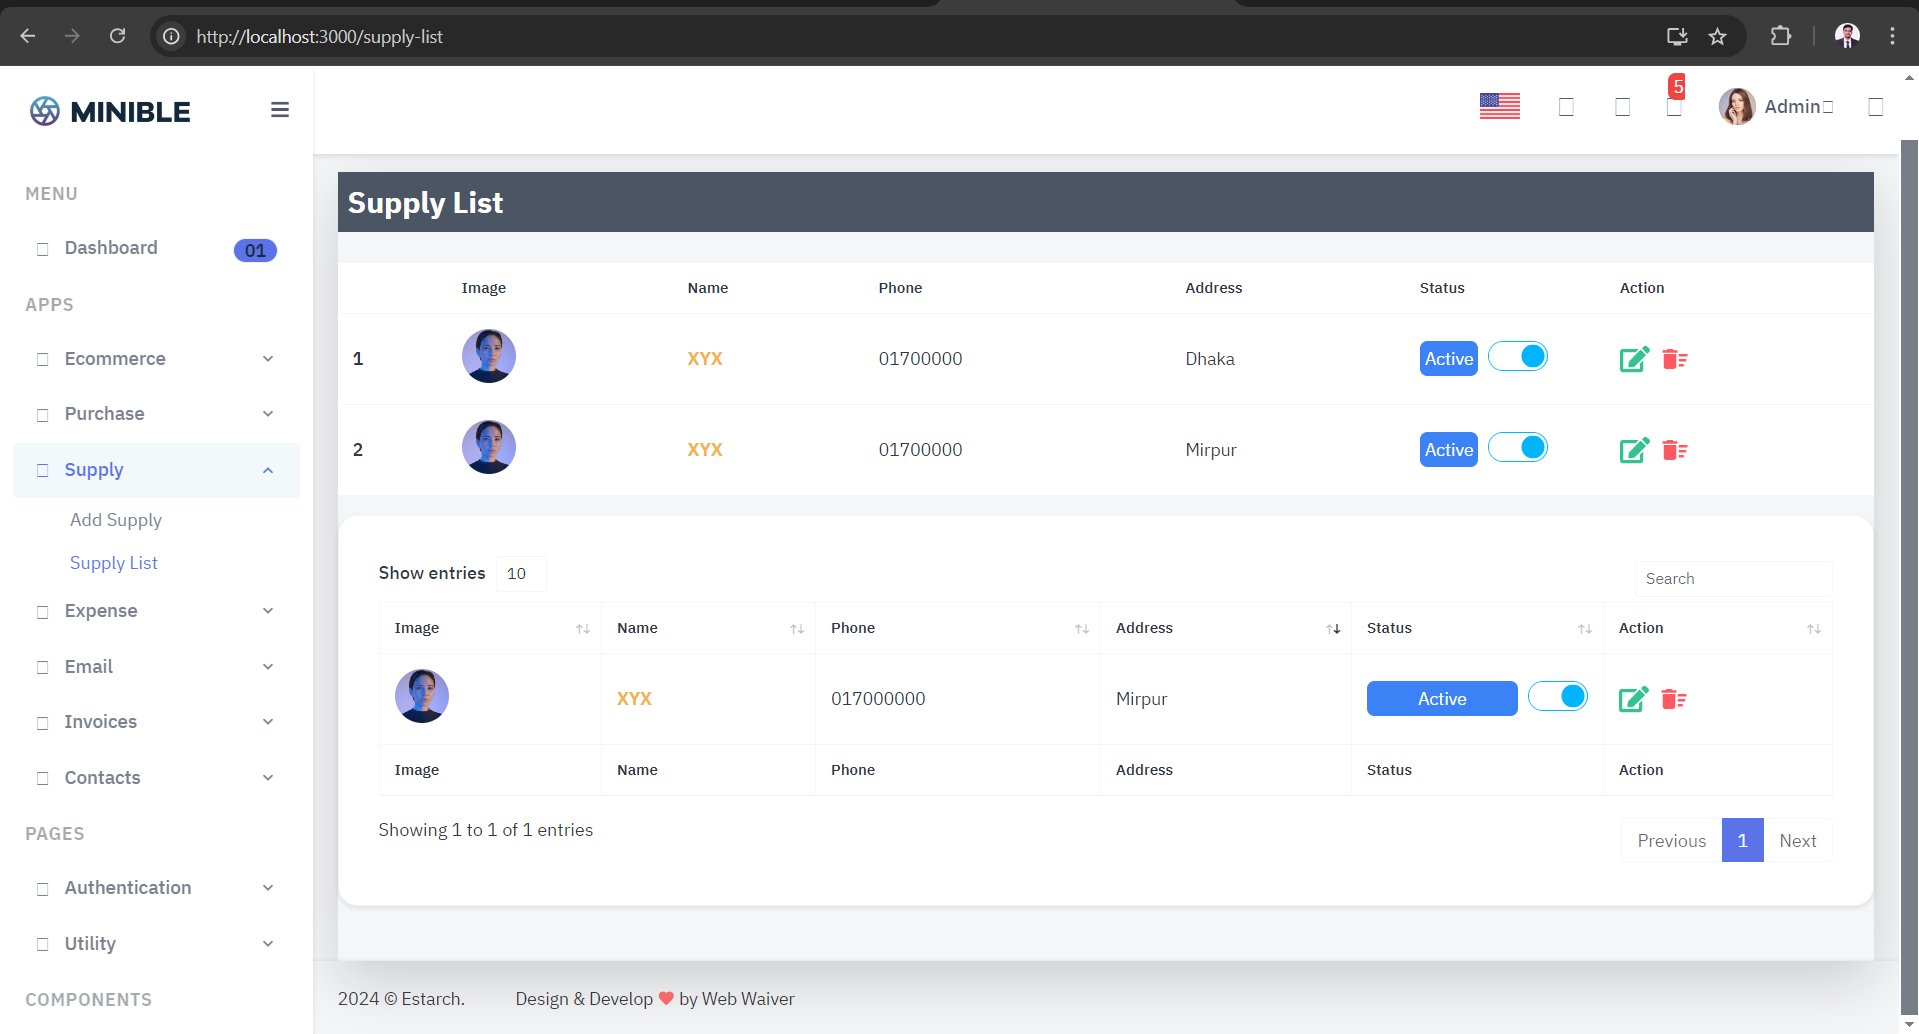 http://localhost:3000/supply-list
MINIBLE
5
Admin
MENU
Dashboard 01
APPS
Ecommerce
Purchase
Supply
Add Supply
Supply List
Expense
Email
Invoices
Contacts
PAGES
Authentication
Utility
COMPONENTS
Supply List
Image Name Phone Address Status Action
1 XYX 01700000 Dhaka Active
2 XYX 01700000 Mirpur Active
Show entries 10 Search
Image Name Phone Address Status Action
XYX 017000000 Mirpur Active
Image Name Phone Address Status Action
Showing 1 to 1 of 1 entries Previous 1 Next
2024 © Estarch. Design & Develop ❤ by Web Waiver